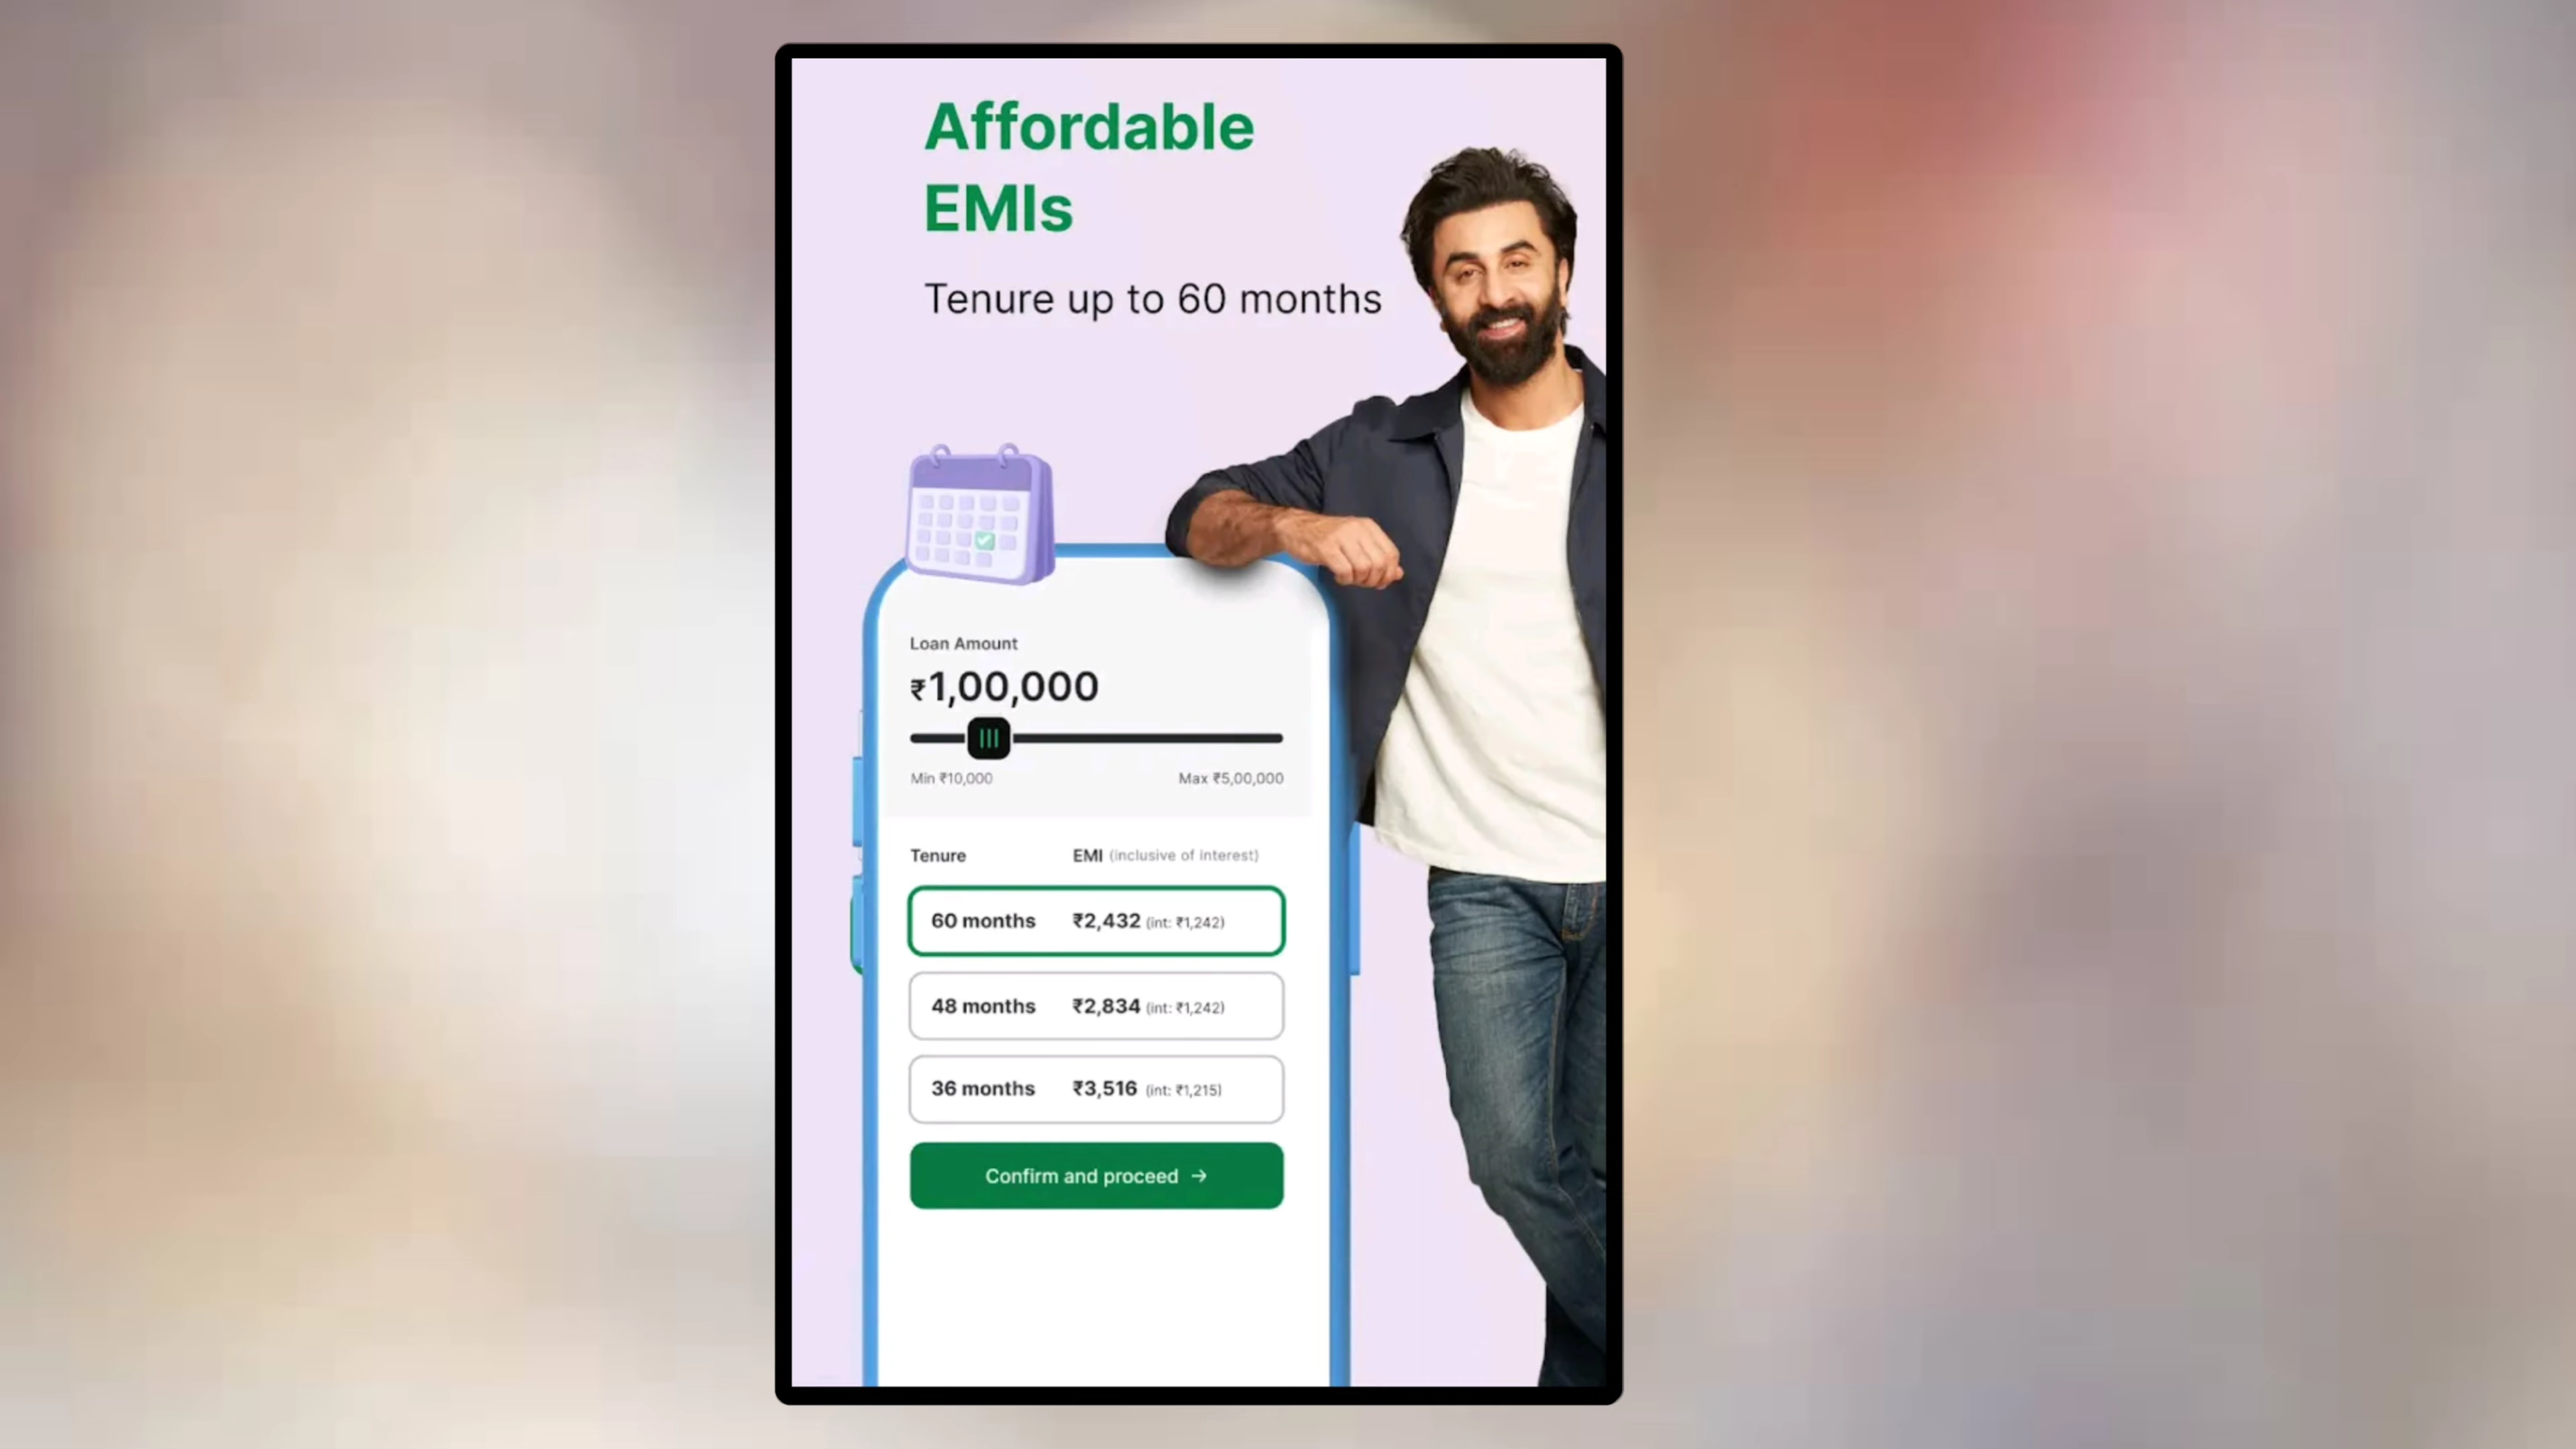 Affordable
EMIs
Tenure up to 60 months
Loan Amount
₹1,00,000
Min ₹10,000 Max ₹5,00,000
Tenure EMI (inclusive of interest)
60 months ₹2,432 (int: ₹1,242)
48 months ₹2,834 (int: ₹1,242)
36 months ₹3,516 (int: ₹1,215)
Confirm and proceed →